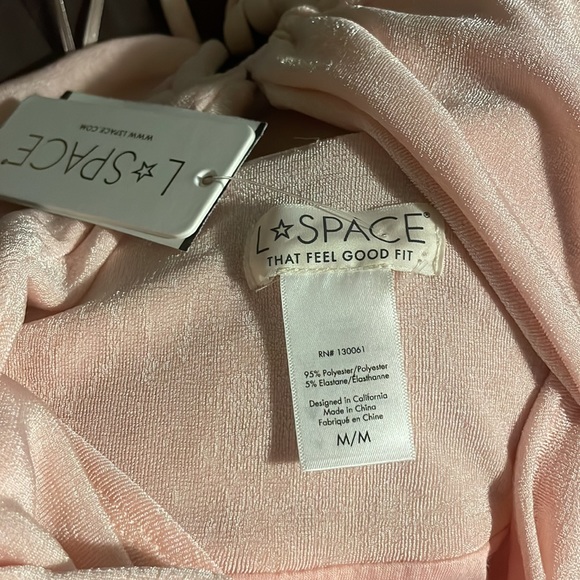 L☆SPACE®
WWW.LSPACE.COM
L☆SPACE®
THAT FEEL GOOD FIT
RN# 130061
95% Polyester/Polyester
5% Elastane/Élasthanne
Designed in California
Made in China
Fabriqué en Chine
M/M